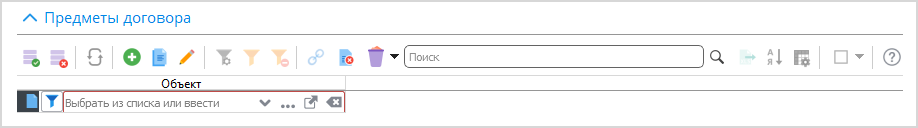 Предметы договора
Поиск
Объект
Выбрать из списка или ввести